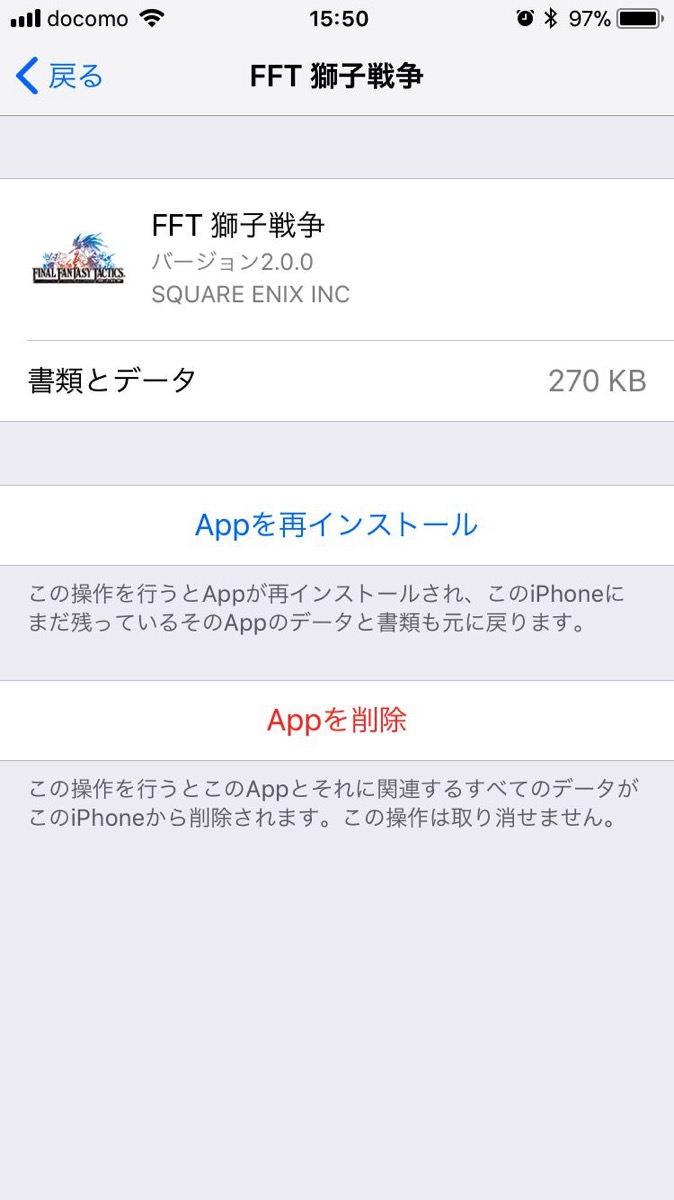 docomo 15:50 97%
戻る FFT 獅子戦争
FINAL FANTASY TACTICS
FFT 獅子戦争
バージョン2.0.0
SQUARE ENIX INC
書類とデータ 270 KB
Appを再インストール
この操作を行うとAppが再インストールされ、このiPhoneに
まだ残っているそのAppのデータと書類も元に戻ります。
Appを削除
この操作を行うとこのAppとそれに関連するすべてのデータが
このiPhoneから削除されます。この操作は取り消せません。